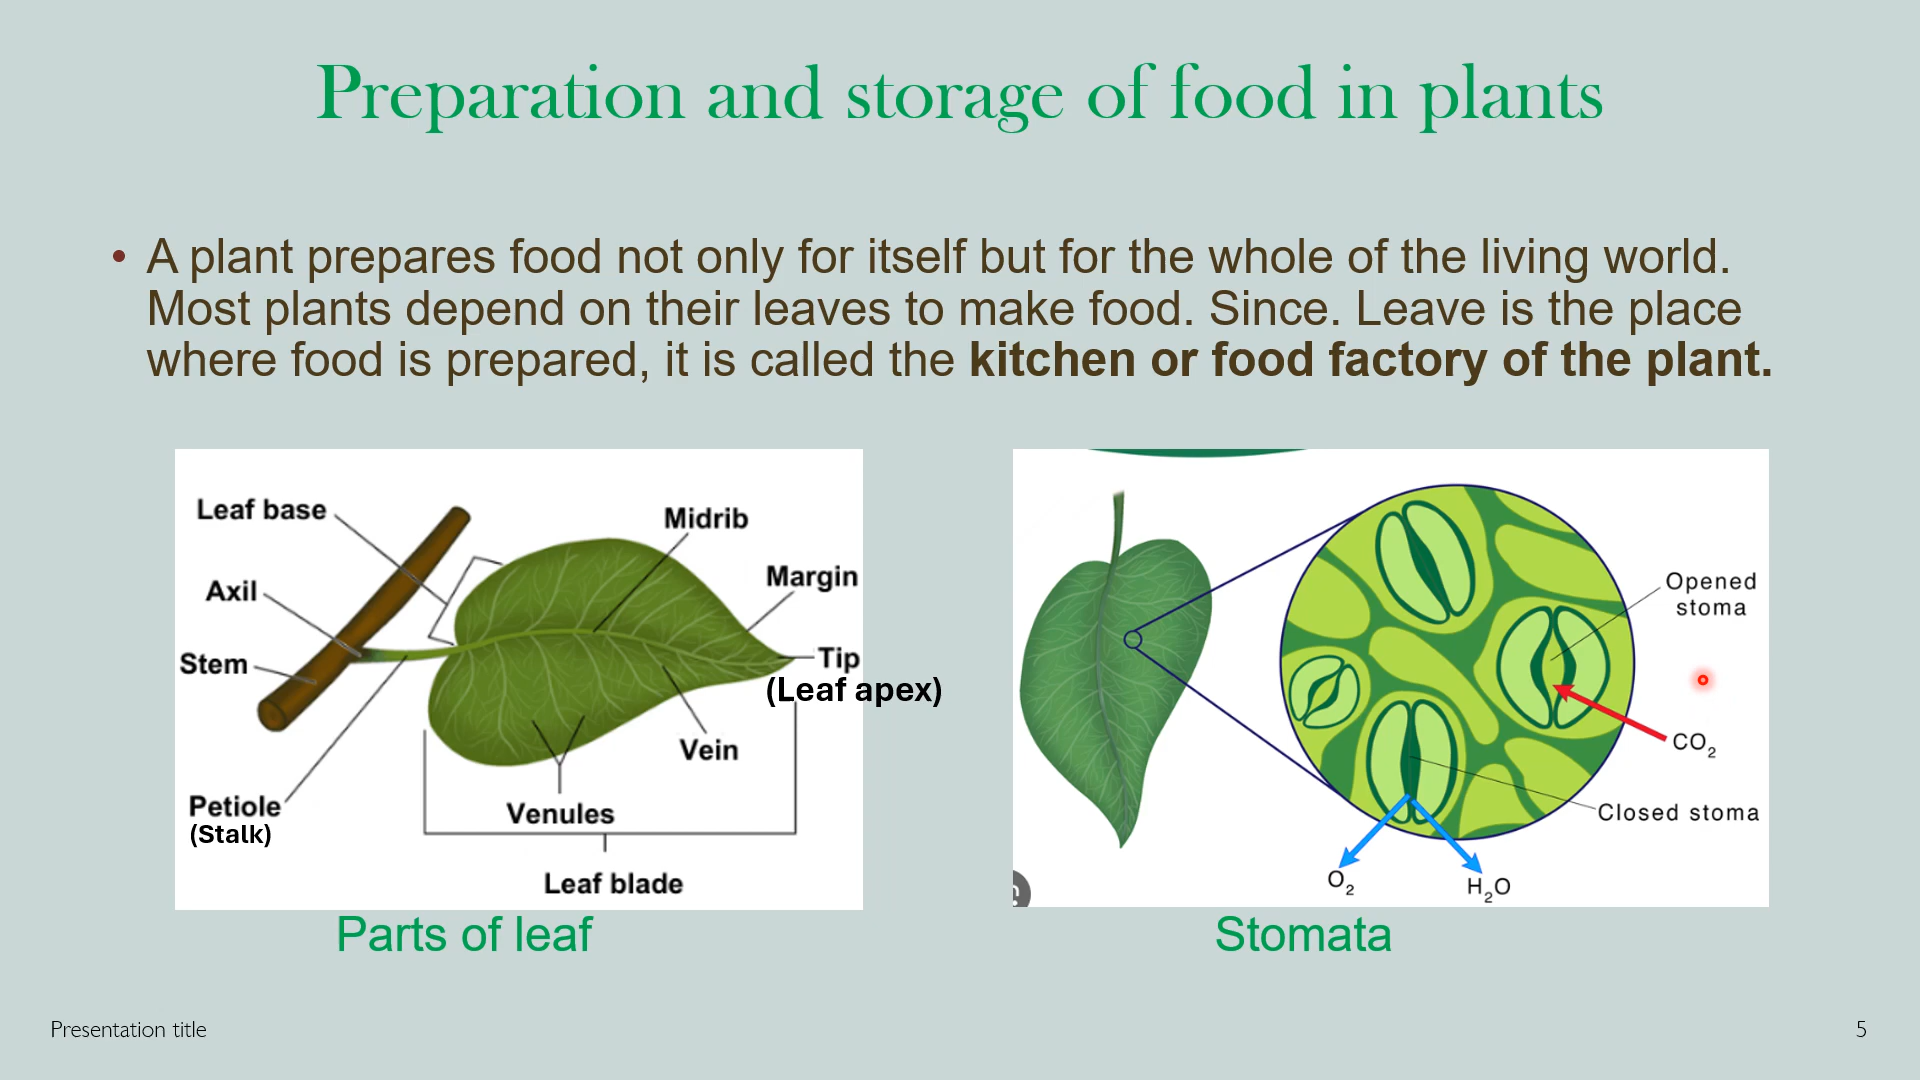 Preparation and storage of food in plants
• A plant prepares food not only for itself but for the whole of the living world.
Most plants depend on their leaves to make food. Since. Leave is the place
where food is prepared, it is called the kitchen or food factory of the plant.
Leaf base
Midrib
Margin
Axil
Stem
Tip
(Leaf apex)
Vein
Petiole
(Stalk)
Venules
Leaf blade
Parts of leaf
Opened
stoma
CO2
Closed stoma
O2
H2O
Stomata
Presentation title
5